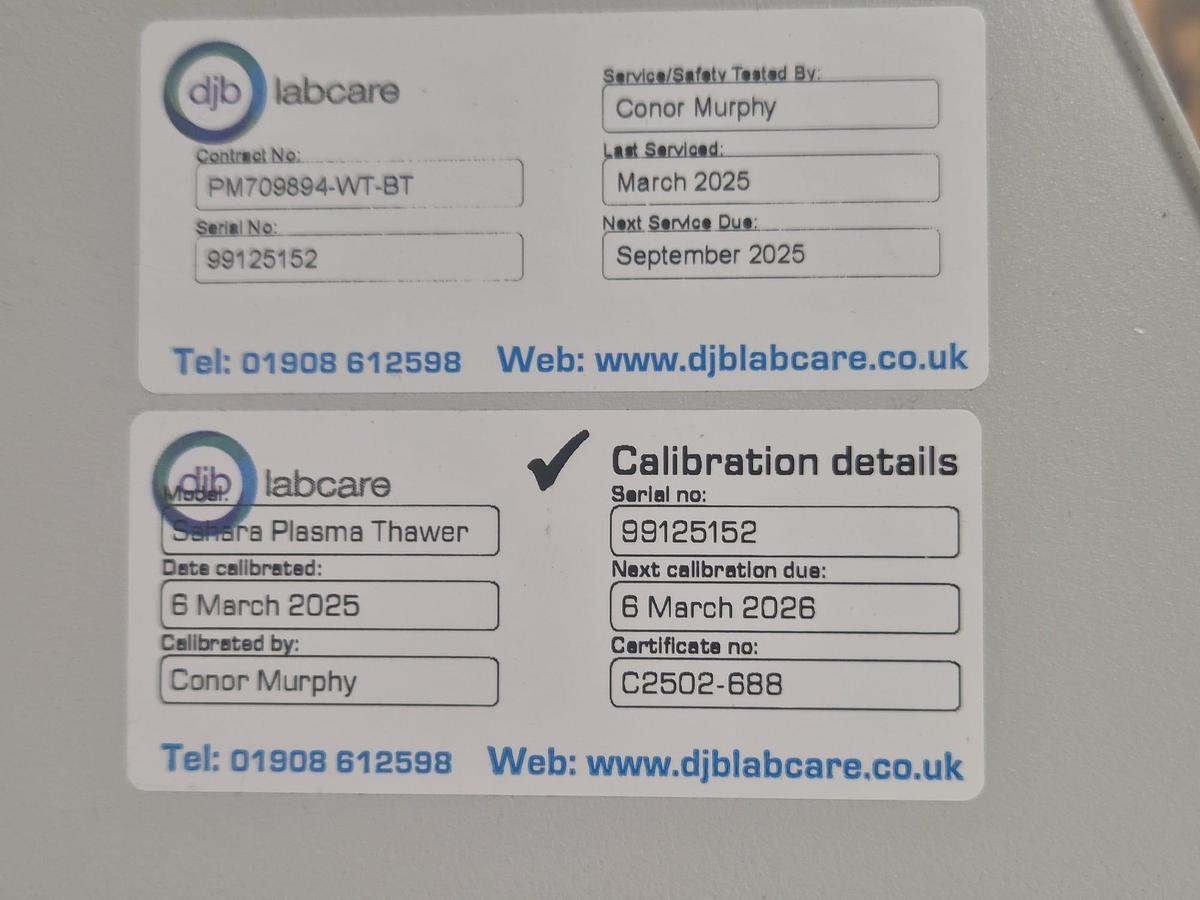 djb labcare
Contract No:
PM709894-WT-BT
Serial No:
99125152
Service/Safety Tested By:
Conor Murphy
Last Serviced:
March 2025
Next Service Due:
September 2025
Tel: 01908 612598 Web: www.djblabcare.co.uk
djb labcare
Calibration details
Model:
Sahara Plasma Thawer
Serial no:
99125152
Date calibrated:
6 March 2025
Next calibration due:
6 March 2026
Calibrated by:
Conor Murphy
Certificate no:
C2502-688
Tel: 01908 612598 Web: www.djblabcare.co.uk